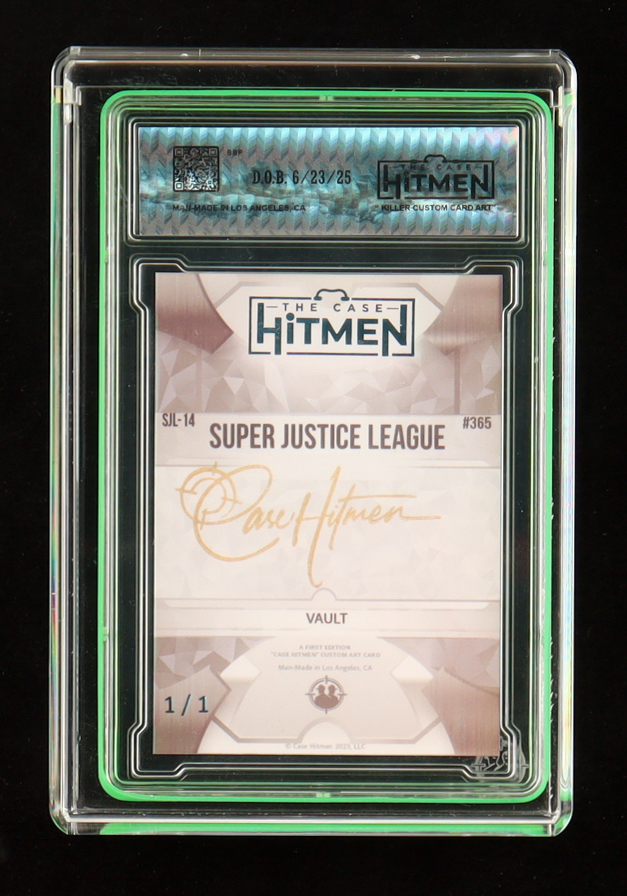 SSP
D.O.B. 6/23/25
THE CASE
HiTMEN
MAN-MADE IN LOS ANGELES, CA
"KILLER CUSTOM CARD ART"
THE CASE
HiTMEN
SJL-14
#365
SUPER JUSTICE LEAGUE
Case Hitmen
VAULT
A FIRST EDITION
"CASE HITMEN" CUSTOM ART CARD
Man-Made in Los Angeles, CA
1/1
© Case Hitman 2023, LLC